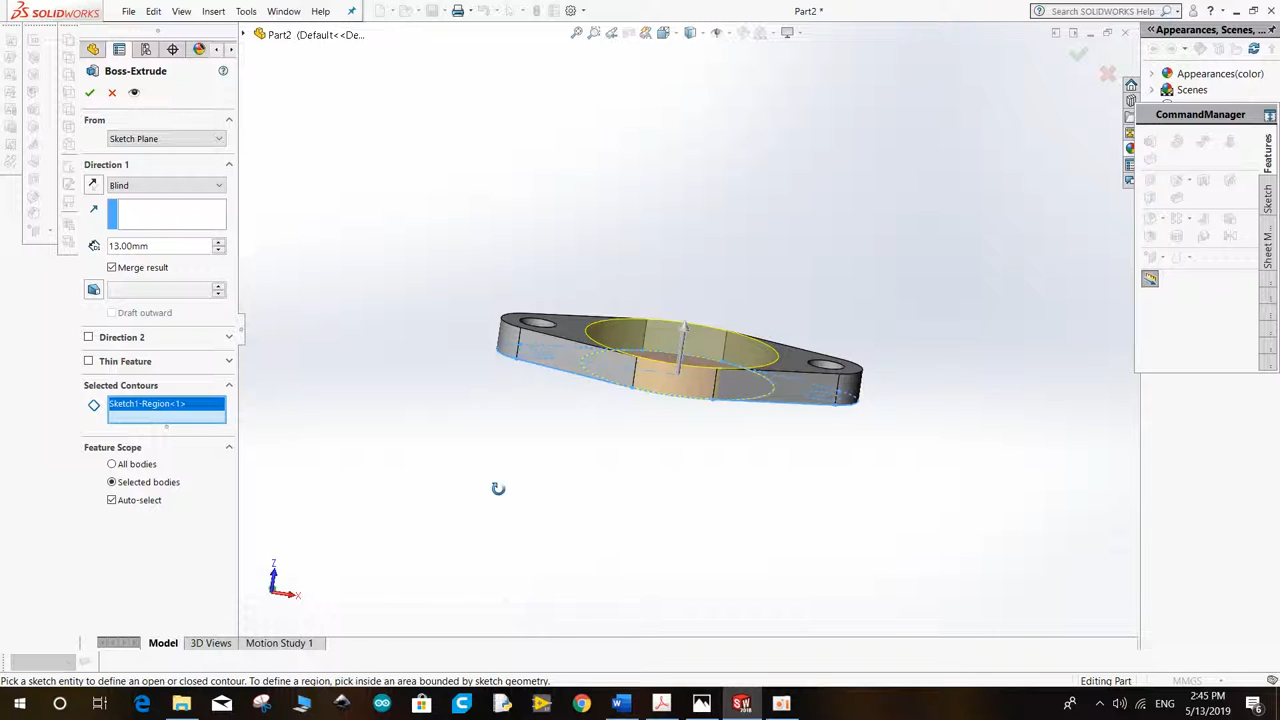 SOLIDWORKS File Edit View Insert Tools Window Help Part2 * Search SOLIDWORKS Help
Part2 (Default<<De...
Appearances, Scenes, ...
Boss-Extrude
Appearances(color)
Scenes
From
Sketch Plane
CommandManager
Direction 1
Blind
13.00mm
Merge result
Draft outward
Direction 2
Thin Feature
Selected Contours
Sketch1-Region<1>
Feature Scope
All bodies
Selected bodies
Auto-select
Features
Sketch
Sheet M...
Z
X
Model 3D Views Motion Study 1
Pick a sketch entity to define an open or closed contour. To define a region, pick inside an area bounded by sketch geometry. Editing Part MMGS
ENG 2:45 PM
5/13/2019